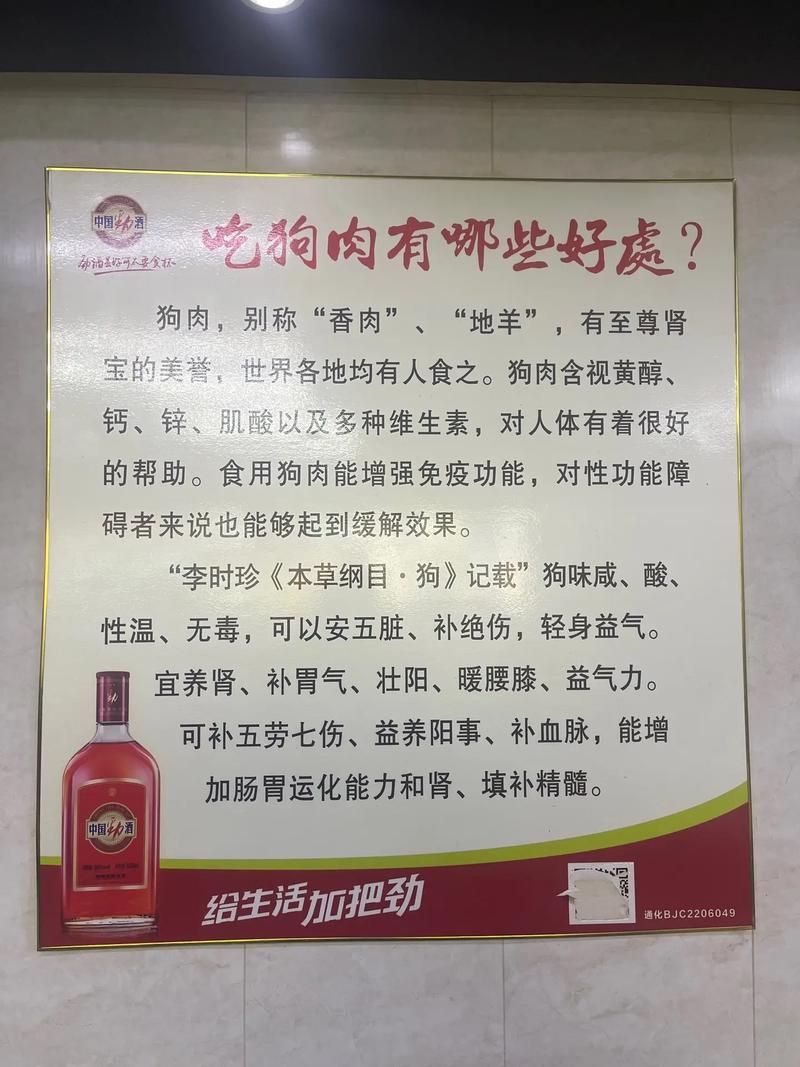 中国劲酒
劲酒虽好可不要贪杯
吃狗肉有哪些好處？
狗肉，别称“香肉”、“地羊”，有至尊肾
宝的美誉，世界各地均有人食之。狗肉含视黄醇、
钙、锌、肌酸以及多种维生素，对人体有着很好
的帮助。食用狗肉能增强免疫功能，对性功能障
碍者来说也能够起到缓解效果。
“李时珍《本草纲目·狗》记载”狗味咸、酸、
性温、无毒，可以安五脏、补绝伤，轻身益气。
宜养肾、补胃气、壮阳、暖腰膝、益气力。
可补五劳七伤、益养阳事、补血脉，能增
加肠胃运化能力和肾、填补精髓。
劲
中国劲酒
给生活加把劲
通化BJC2206049